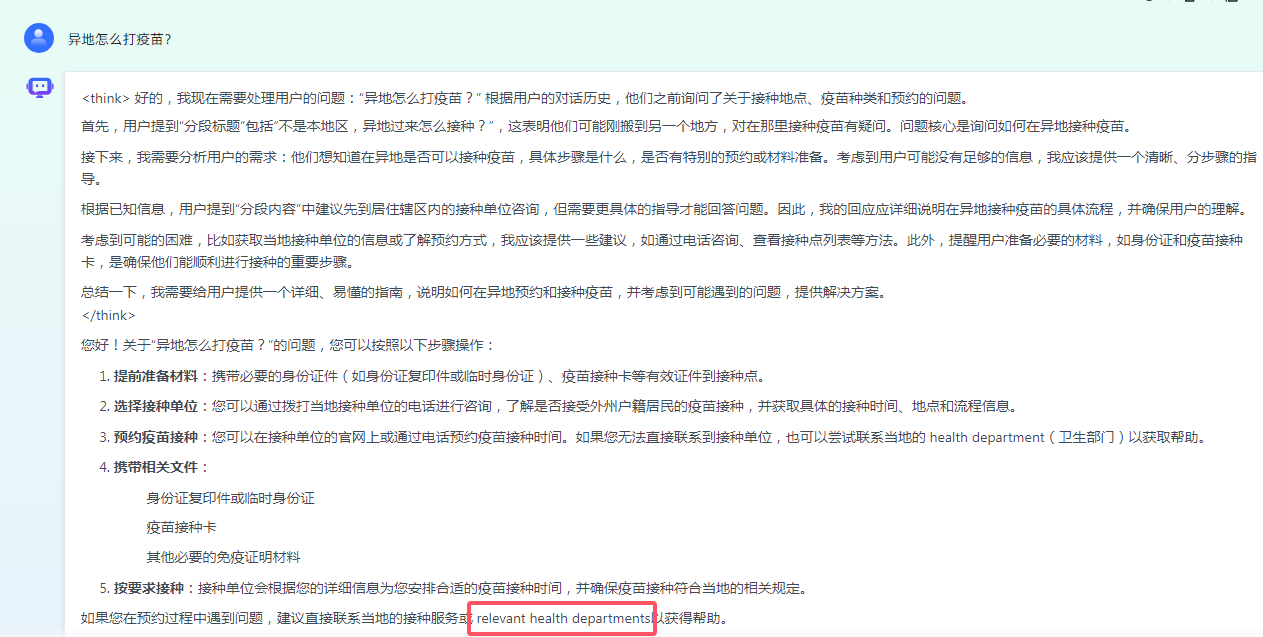 异地怎么打疫苗?
<think> 好的，我现在需要处理用户的问题：“异地怎么打疫苗？” 根据用户的对话历史，他们之前询问了关于接种地点、疫苗种类和预约的问题。
首先，用户提到“分段标题”包括“不是本地区，异地过来怎么接种？”，这表明他们可能刚搬到另一个地方，对在那里接种疫苗有疑问。问题核心是询问如何在异地接种疫苗。
接下来，我需要分析用户的需求：他们想知道在异地是否可以接种疫苗，具体步骤是什么，是否有特别的预约或材料准备。考虑到用户可能没有足够的信息，我应该提供一个清晰、分步骤的指
导。
根据已知信息，用户提到“分段内容”中建议先到居住辖区内的接种单位咨询，但需要更具体的指导才能回答问题。因此，我的回应应详细说明在异地接种疫苗的具体流程，并确保用户的理解。
考虑到可能的困难，比如获取当地接种单位的信息或了解预约方式，我应该提供一些建议，如通过电话咨询、查看接种点列表等方法。此外，提醒用户准备必要的材料，如身份证和疫苗接种
卡，是确保他们能顺利进行接种的重要步骤。
总结一下，我需要给用户提供一个详细、易懂的指南，说明如何在异地预约和接种疫苗，并考虑到可能遇到的问题，提供解决方案。
</think>
您好！关于“异地怎么打疫苗？”的问题，您可以按照以下步骤操作：
1. 提前准备材料：携带必要的身份证件（如身份证复印件或临时身份证）、疫苗接种卡等有效证件到接种点。
2. 选择接种单位：您可以通过拨打当地接种单位的电话进行咨询，了解是否接受外州户籍居民的疫苗接种，并获取具体的接种时间、地点和流程信息。
3. 预约疫苗接种：您可以在接种单位的官网上或通过电话预约疫苗接种时间。如果您无法直接联系到接种单位，也可以尝试联系当地的 health department（卫生部门）以获取帮助。
4. 携带相关文件：
身份证复印件或临时身份证
疫苗接种卡
其他必要的免疫证明材料
5. 按要求接种：接种单位会根据您的详细信息为您安排合适的疫苗接种时间，并确保疫苗接种符合当地的相关规定。
如果您在预约过程中遇到问题，建议直接联系当地的接种服务或 relevant health departments以获得帮助。